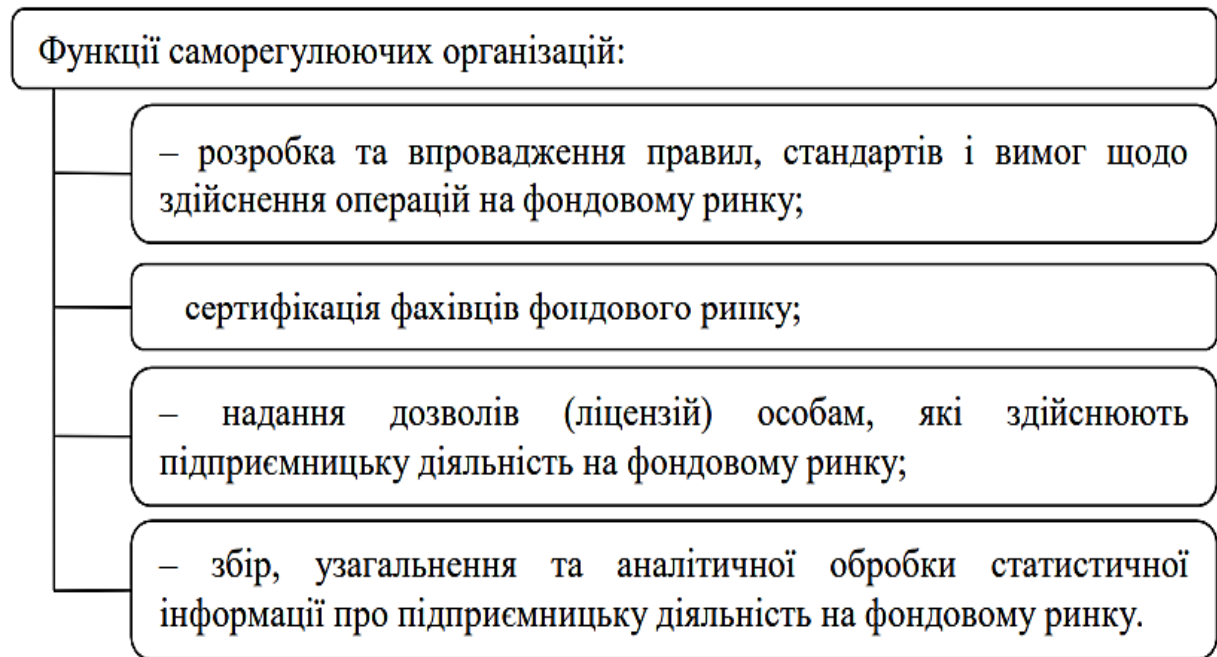 Функції саморегулюючих організацій:
– розробка та впровадження правил, стандартів і вимог щодо
здійснення операцій на фондовому ринку;
сертифікація фахівців фондового ринку;
– надання дозволів (ліцензій) особам, які здійснюють
підприємницьку діяльність на фондовому ринку;
– збір, узагальнення та аналітичної обробки статистичної
інформації про підприємницьку діяльність на фондовому ринку.